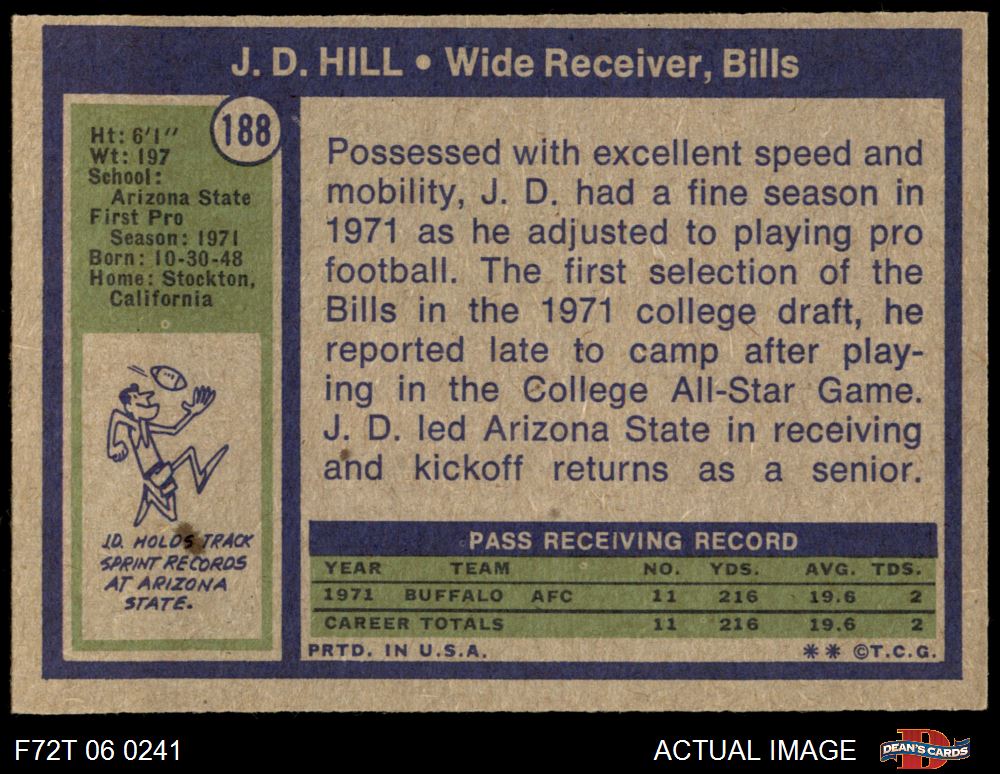 J. D. HILL • Wide Receiver, Bills
188
Ht: 6'1"
Wt: 197
School:
Arizona State
First Pro
Season: 1971
Born: 10-30-48
Home: Stockton,
California
J.D. HOLDS TRACK
SPRINT RECORDS
AT ARIZONA
STATE.
Possessed with excellent speed and
mobility, J. D. had a fine season in
1971 as he adjusted to playing pro
football. The first selection of the
Bills in the 1971 college draft, he
reported late to camp after play-
ing in the College All-Star Game.
J. D. led Arizona State in receiving
and kickoff returns as a senior.
PASS RECEIVING RECORD
YEAR TEAM NO. YDS. AVG. TDS.
1971 BUFFALO AFC 11 216 19.6 2
CAREER TOTALS 11 216 19.6 2
PRTD. IN U.S.A. ** ©T.C.G.
F72T 06 0241 ACTUAL IMAGE DEAN'S CARDS